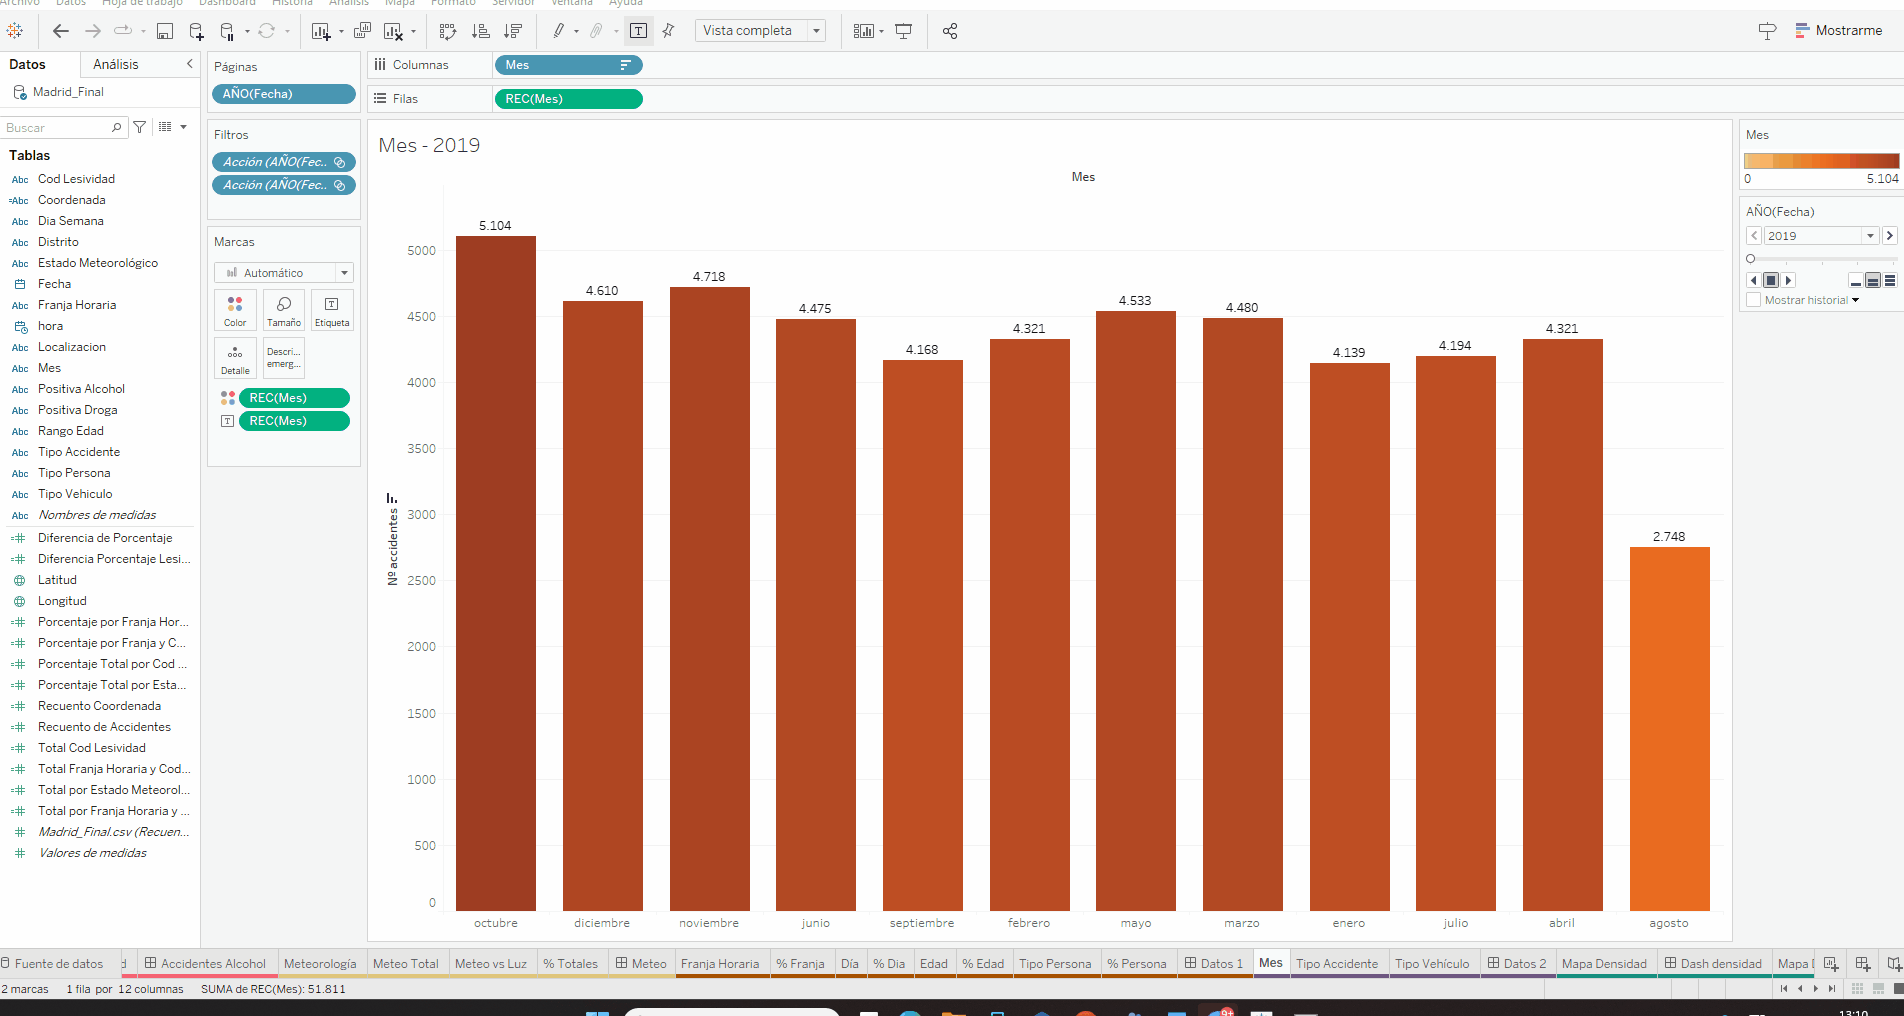 Archivo Datos Hoja de trabajo Dashboard Historia Análisis Mapa Formato Servidor Ventana Ayuda
Vista completa
Mostrarme
Datos
Análisis
Madrid_Final
Buscar
Tablas
Abc Cod Lesividad
=Abc Coordenada
Abc Dia Semana
Abc Distrito
Abc Estado Meteorológico
Fecha
Abc Franja Horaria
hora
Abc Localizacion
Abc Mes
Abc Positiva Alcohol
Abc Positiva Droga
Abc Rango Edad
Abc Tipo Accidente
Abc Tipo Persona
Abc Tipo Vehiculo
Abc Nombres de medidas
Diferencia de Porcentaje
Diferencia Porcentaje Lesi...
Latitud
Longitud
Porcentaje por Franja Hor...
Porcentaje por Franja y C...
Porcentaje Total por Cod ...
Porcentaje Total por Esta...
Recuento Coordenada
Recuento de Accidentes
Total Cod Lesividad
Total Franja Horaria y Cod...
Total por Estado Meteorol...
Total por Franja Horaria y ...
Madrid_Final.csv (Recuen...
Valores de medidas
Páginas
AÑO(Fecha)
Filtros
Acción (AÑO(Fec..
Acción (AÑO(Fec..
Marcas
Automático
Color
Tamaño
Etiqueta
Detalle
Descri...
emerg...
REC(Mes)
REC(Mes)
Columnas
Mes
Filas
REC(Mes)
Mes - 2019
Mes
Nº accidentes
5000
4500
4000
3500
3000
2500
2000
1500
1000
500
0
5.104
4.610
4.718
4.475
4.168
4.321
4.533
4.480
4.139
4.194
4.321
2.748
octubre
diciembre
noviembre
junio
septiembre
febrero
mayo
marzo
enero
julio
abril
agosto
Mes
0
5.104
AÑO(Fecha)
2019
Mostrar historial
Fuente de datos
d
Accidentes Alcohol
Meteorología
Meteo Total
Meteo vs Luz
% Totales
Meteo
Franja Horaria
% Franja
Día
% Dia
Edad
% Edad
Tipo Persona
% Persona
Datos 1
Mes
Tipo Accidente
Tipo Vehículo
Datos 2
Mapa Densidad
Dash densidad
Mapa
2 marcas 1 fila por 12 columnas SUMA de REC(Mes): 51.811
9+
13:10